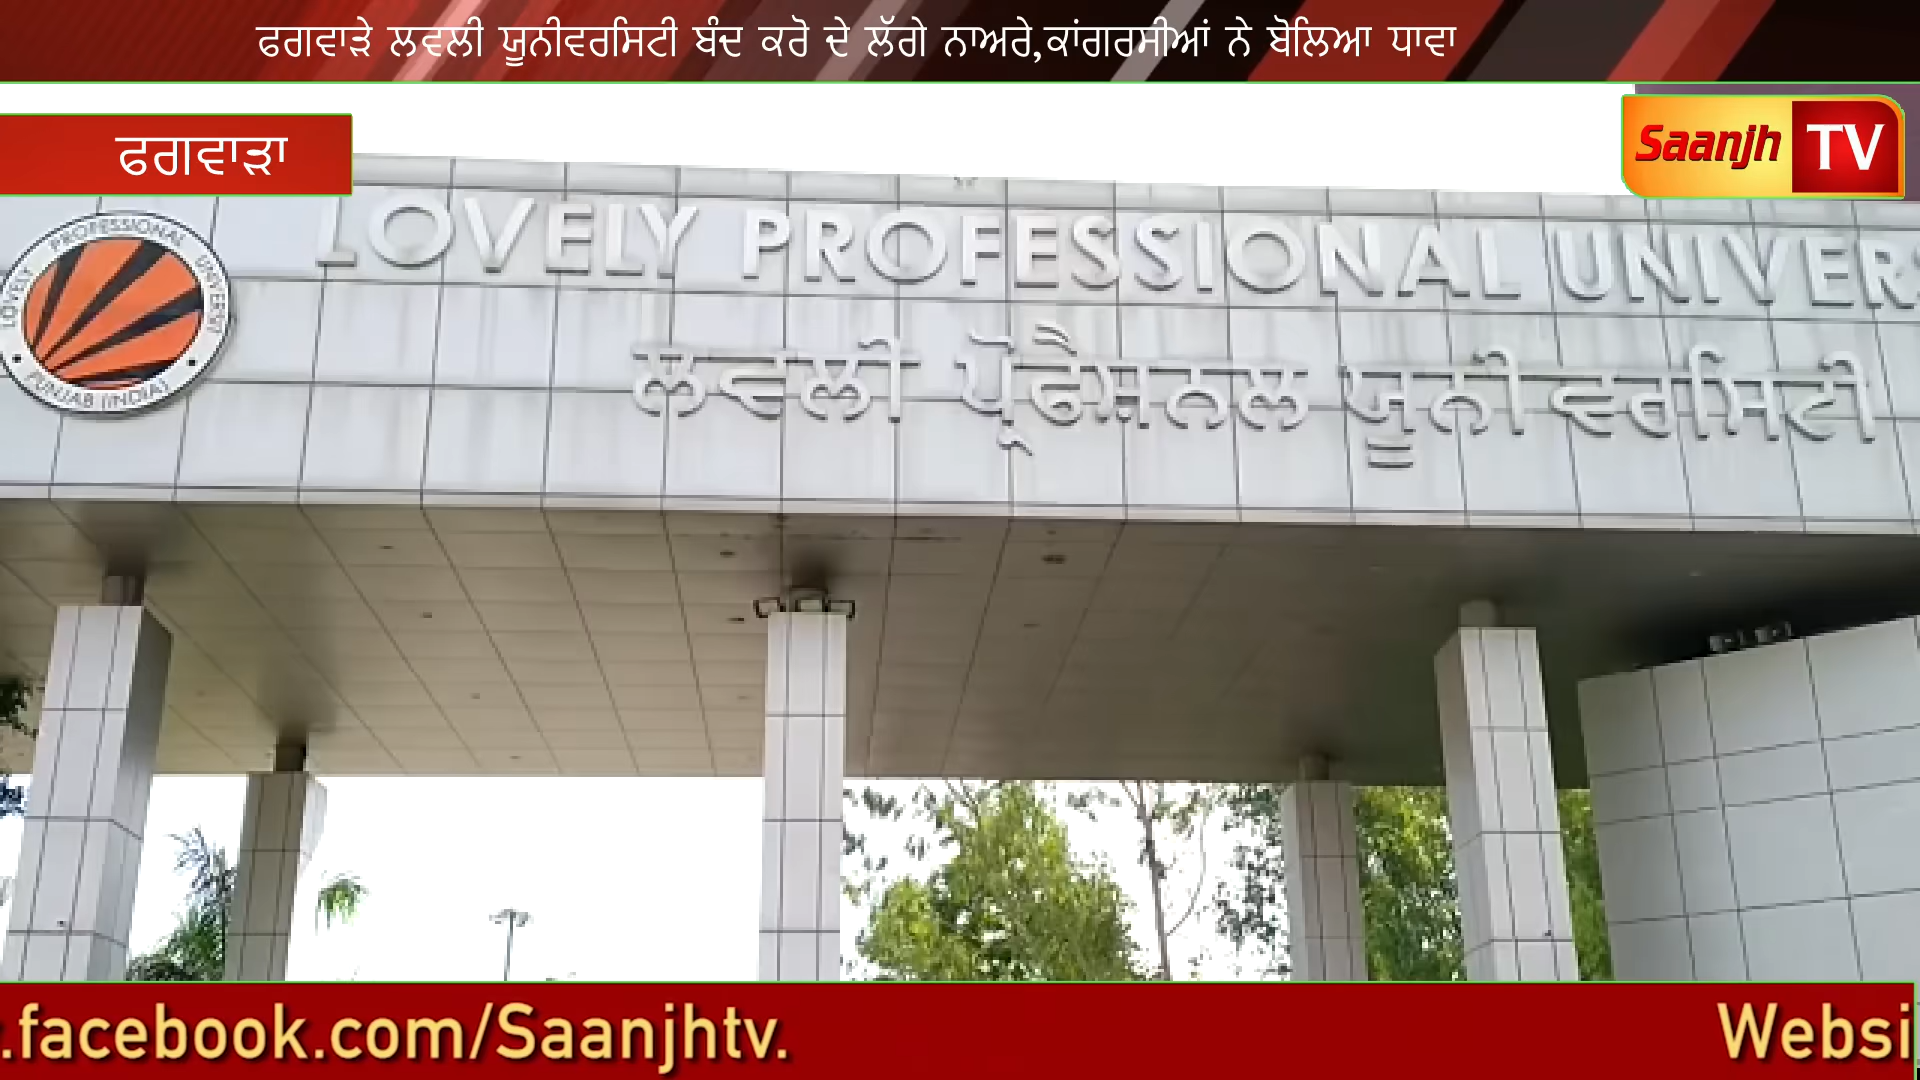 ਫਗਵਾੜੇ ਲਵਲੀ ਯੂਨੀਵਰਸਿਟੀ ਬੰਦ ਕਰੋ ਦੇ ਲੱਗੇ ਨਾਅਰੇ,ਕਾਂਗਰਸੀਆਂ ਨੇ ਬੋਲਿਆ ਧਾਵਾ
Saanjh TV
ਫਗਵਾੜਾ
LOVELY PROFESSIONAL UNIVERS
LOVELY PROFESSIONAL UNIVERSITY
PUNJAB (INDIA)
ਲਵਲੀ ਪ੍ਰੋਫੈਸ਼ਨਲ ਯੂਨੀਵਰਸਿਟੀ
.facebook.com/Saanjhtv. Websi